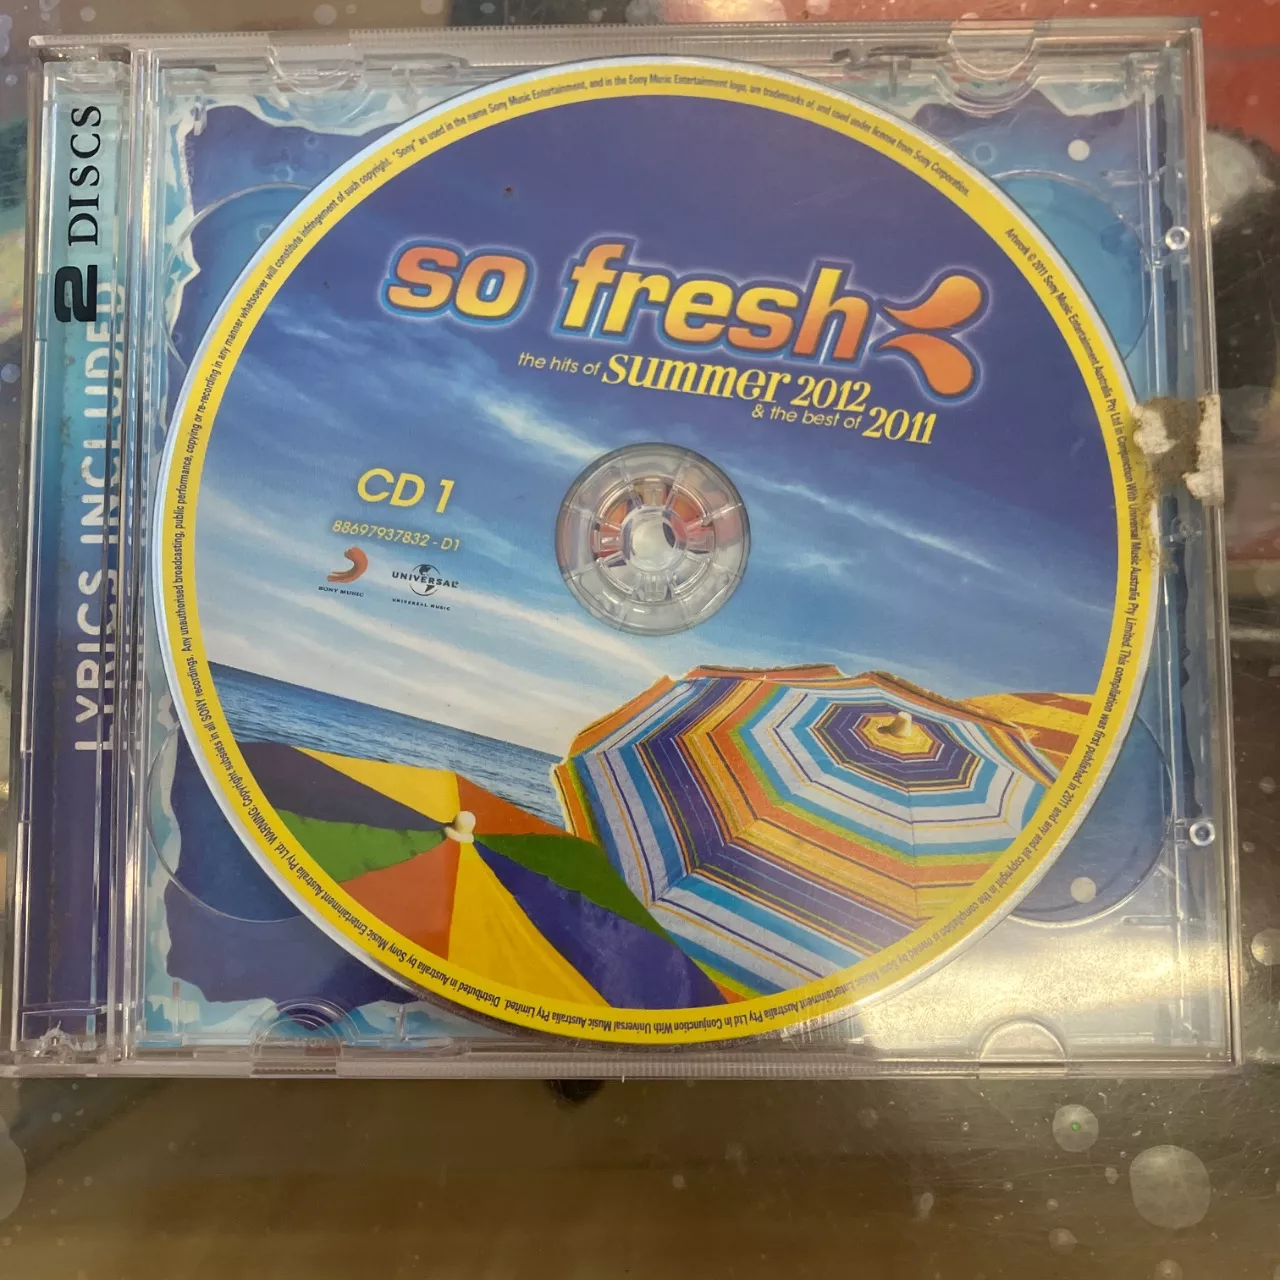 2 DISCS
LYRICS INCLUDED
so fresh
the hits of summer 2012
& the best of 2011
CD 1
88697937832 - D1
SONY MUSIC
UNIVERSAL
UNIVERSAL MUSIC
Artwork © 2011 Sony Music Entertainment Australia Pty Ltd in Conjunction With Universal Music Australia Pty Limited. This compilation was first published in 2011 and any and all copyright in the compilation is owned by Sony Music Entertainment Australia Pty Ltd in Conjunction With Universal Music Australia Pty Limited. Distributed in Australia by Sony Music Entertainment Australia Pty Ltd. WARNING: Copyright subsists in all SONY recordings. Any unauthorised broadcasting, public performance, copying or re-recording in any manner whatsoever will constitute infringement of such copyright. "Sony" as used in the name Sony Music Entertainment, and in the Sony Music Entertainment logo, are trademarks of, and used under license from Sony Corporation.